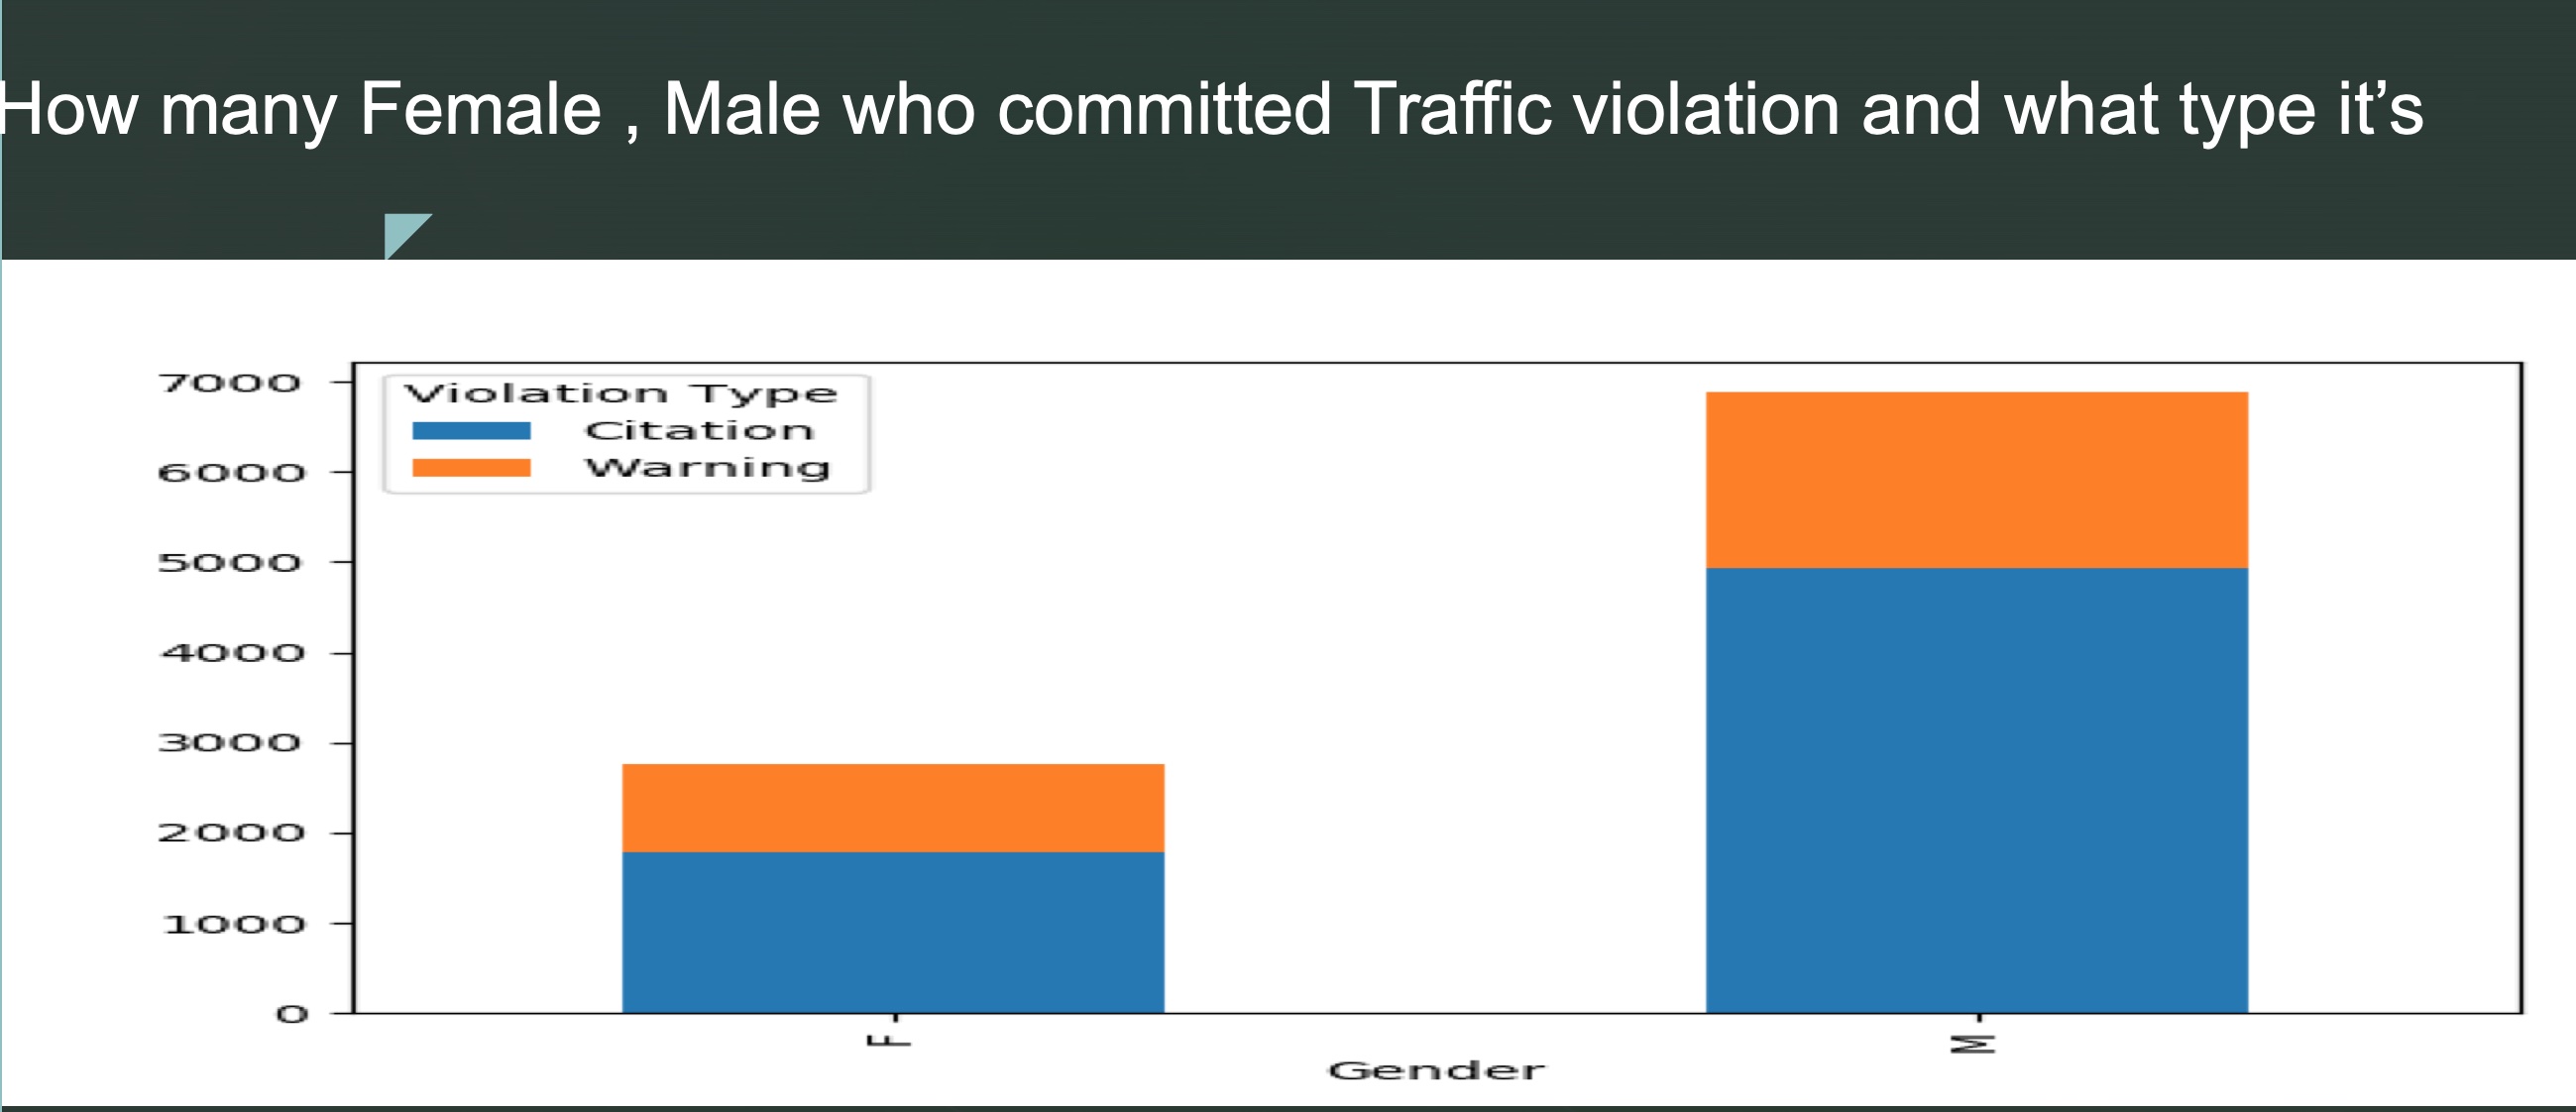 How many Female , Male who committed Traffic violation and what type it’s
7000
6000
5000
4000
3000
2000
1000
0
Violation Type
Citation
Warning
F
M
Gender